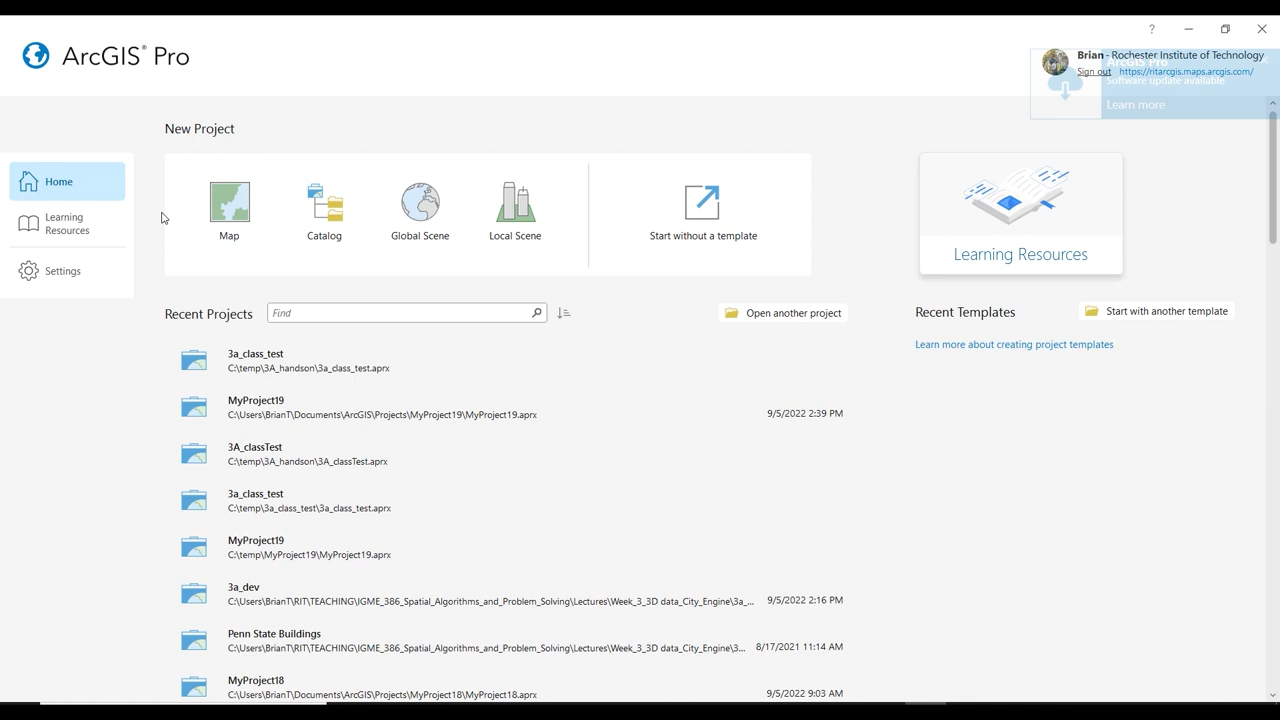 ?
ArcGIS® Pro
Brian - Rochester Institute of Technology
Sign out https://ritarcgis.maps.arcgis.com/
ArcGIS Pro
Software update available
Learn more
New Project
Home
Learning
Resources
Settings
Map
Catalog
Global Scene
Local Scene
Start without a template
Learning Resources
Recent Projects
Find
Open another project
Recent Templates
Start with another template
Learn more about creating project templates
3a_class_test
C:\temp\3A_handson\3a_class_test.aprx
MyProject19
C:\Users\BrianT\Documents\ArcGIS\Projects\MyProject19\MyProject19.aprx 9/5/2022 2:39 PM
3A_classTest
C:\temp\3A_handson\3A_classTest.aprx
3a_class_test
C:\temp\3a_class_test\3a_class_test.aprx
MyProject19
C:\temp\MyProject19\MyProject19.aprx
3a_dev
C:\Users\BrianT\RIT\TEACHING\IGME_386_Spatial_Algorithms_and_Problem_Solving\Lectures\Week_3_3D data_City_Engine\3a_... 9/5/2022 2:16 PM
Penn State Buildings
C:\Users\BrianT\RIT\TEACHING\IGME_386_Spatial_Algorithms_and_Problem_Solving\Lectures\Week_3_3D data_City_Engine\3... 8/17/2021 11:14 AM
MyProject18
C:\Users\BrianT\Documents\ArcGIS\Projects\MyProject18\MyProject18.aprx 9/5/2022 9:03 AM